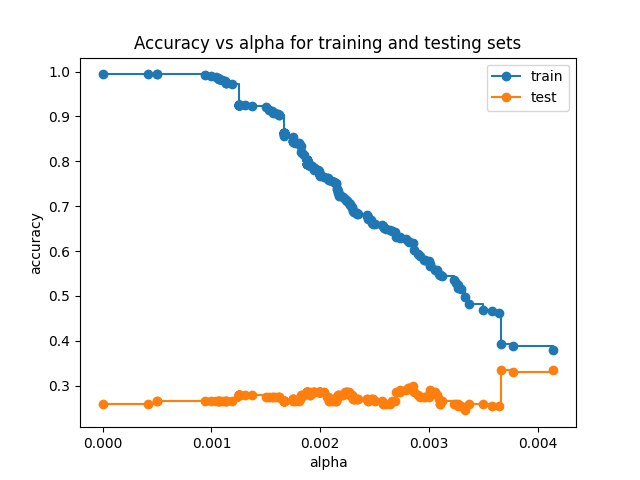 Accuracy vs alpha for training and testing sets
train
test
1.0
0.9
0.8
0.7
0.6
0.5
0.4
0.3
accuracy
0.000
0.001
0.002
0.003
0.004
alpha